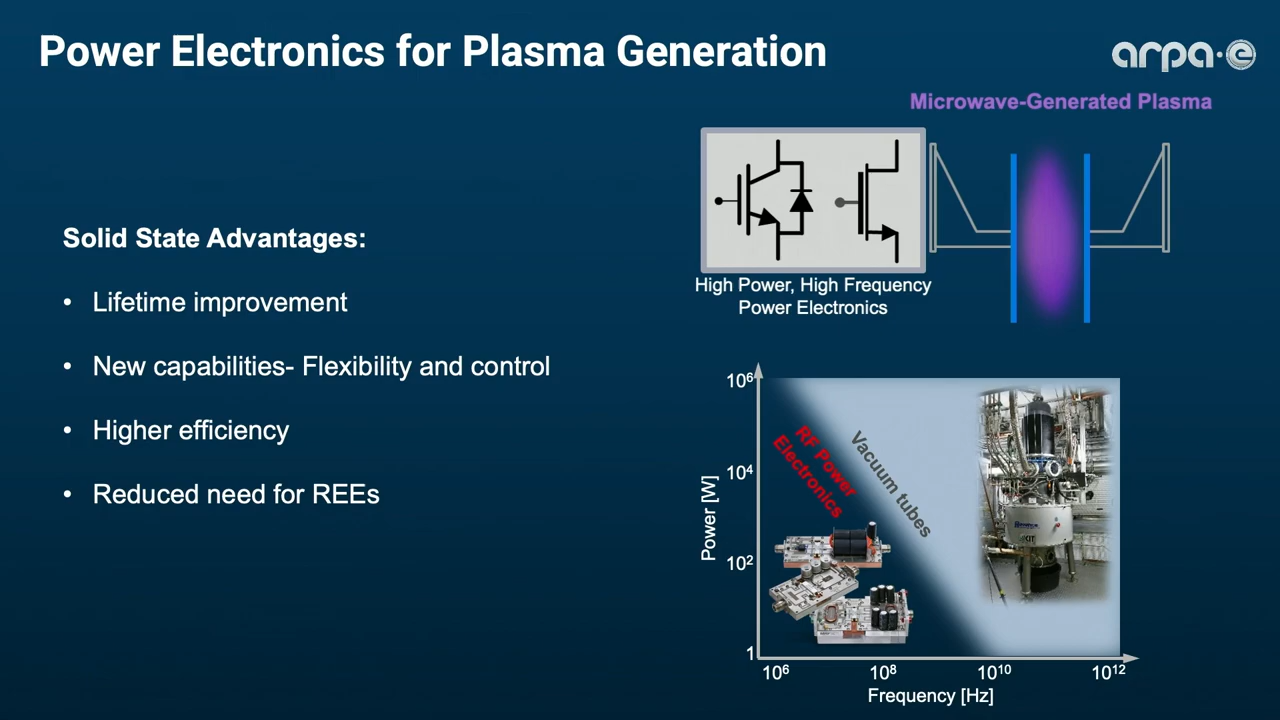 Power Electronics for Plasma Generation
arpa·e
Microwave-Generated Plasma
High Power, High Frequency
Power Electronics
Solid State Advantages:
• Lifetime improvement
• New capabilities- Flexibility and control
• Higher efficiency
• Reduced need for REEs
10⁶
10⁴
10²
1
Power [W]
RF Power
Electronics
Vacuum tubes
KIT
10⁶ 10⁸ 10¹⁰ 10¹²
Frequency [Hz]